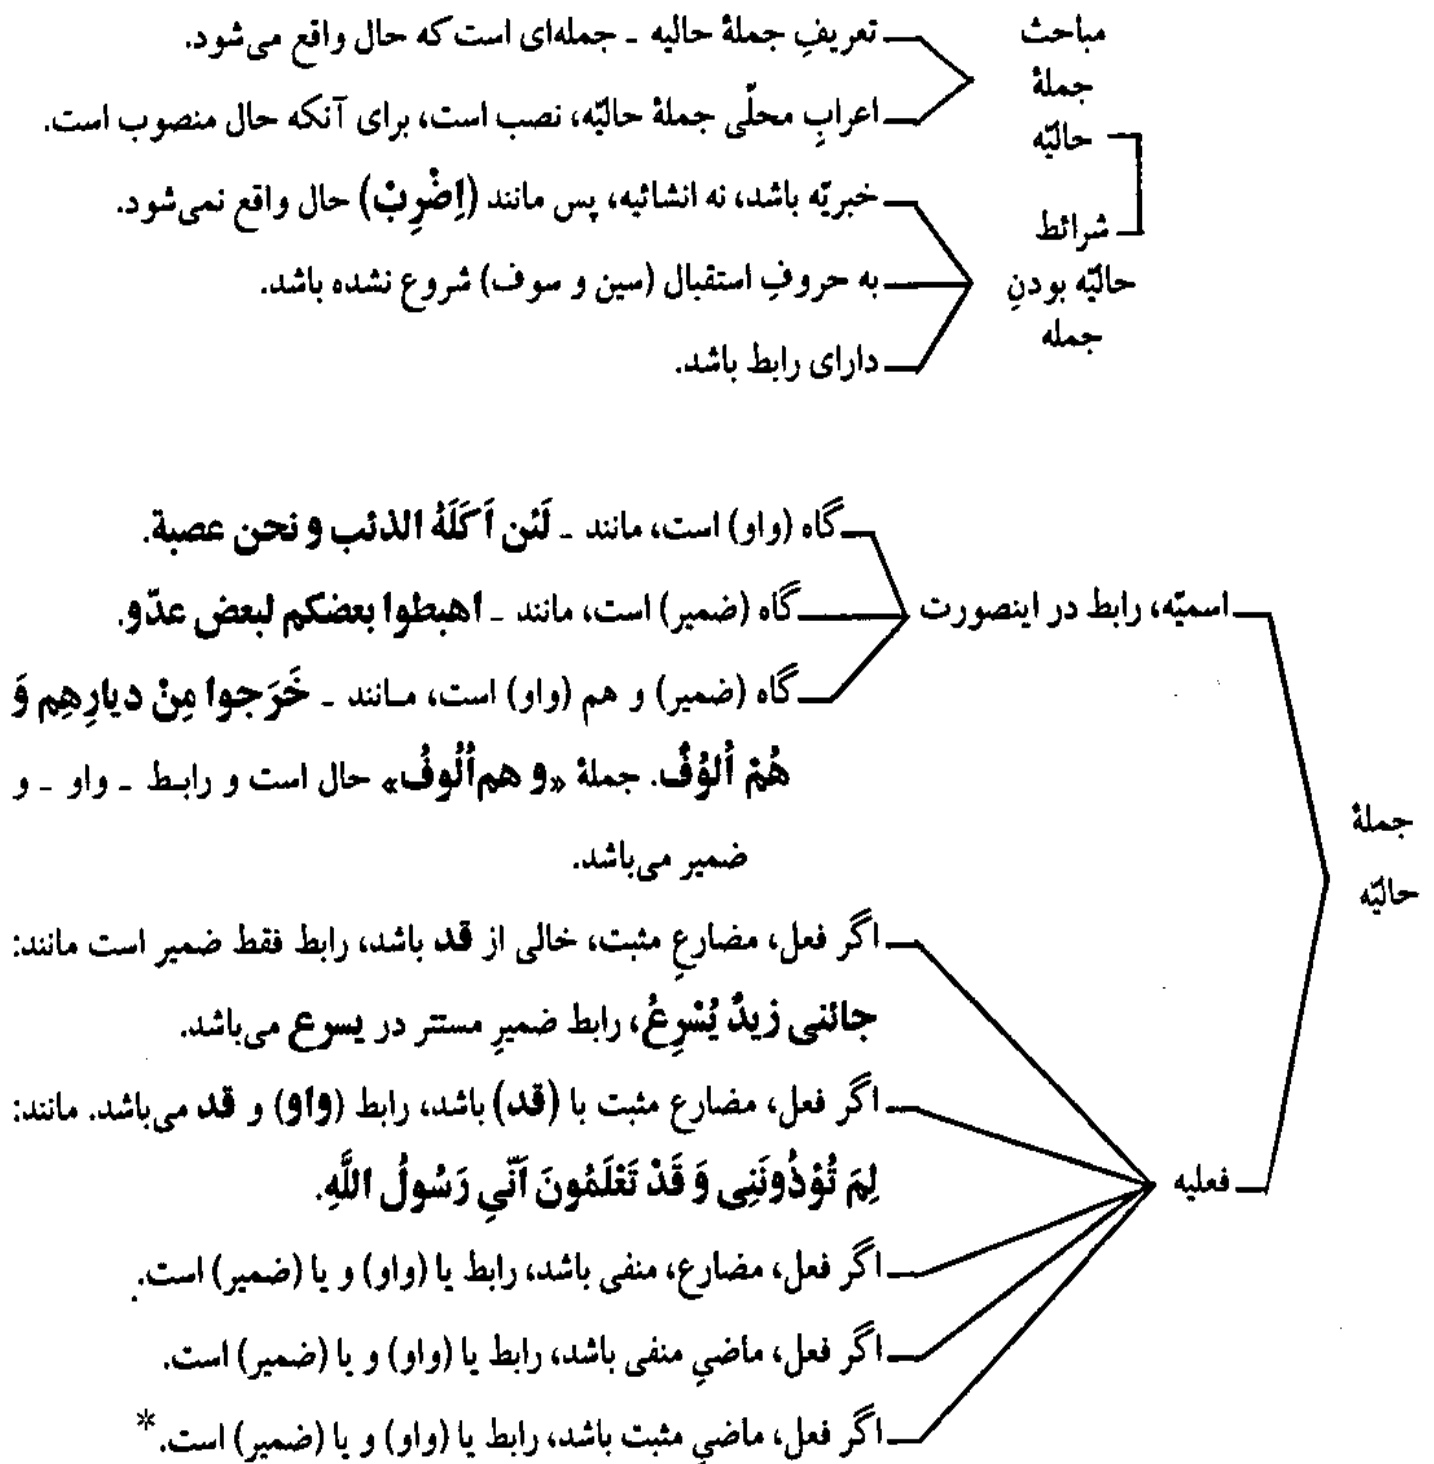 مباحث
جملهٔ
حالیّه
تعریفِ جملهٔ حالیه ـ جمله‌ای است که حال واقع می‌شود.
اعرابِ محلّی جملهٔ حالیّه، نصب است، برای آنکه حال منصوب است.
شرائط
حالیّه بودنِ
جمله
خبریّه باشد، نه انشائیه، پس مانند (اِضْرِبْ) حال واقع نمی‌شود.
به حروفِ استقبال (سین و سوف) شروع نشده باشد.
دارای رابط باشد.
جملهٔ
حالیّه
اسمیّه، رابط در اینصورت
گاه (واو) است، مانند ـ لَئن اَکَلَهُ الذئب و نحن عصبة.
گاه (ضمیر) است، مانند ـ اهبطوا بعضکم لبعض عدّو.
گاه (ضمیر) و هم (واو) است، مـانند ـ خَرَجوا مِنْ دیارِهِم وَ
هُمْ اُلوُفٌ. جملهٔ «و هم‌اُلُوفُ» حال است و رابـط ـ واو ـ و
ضمیر می‌باشد.
فعلیه
اگر فعل، مضارعِ مثبت، خالی از قد باشد، رابط فقط ضمیر است مانند:
جائنی زیدٌ یُسْرِعُ، رابط ضمیرِ مستتر در یسرع می‌باشد.
اگر فعل، مضارع مثبت با (قد) باشد، رابط (واو) و قد می‌باشد. مانند:
لِمَ تُؤذُونَنِی وَ قَدْ تَعْلَمُونَ اَنّیِ رَسُولُ اللَّهِ.
اگر فعل، مضارع، منفی باشد، رابط یا (واو) و یا (ضمیر) است.
اگر فعل، ماضیِ منفی باشد، رابط یا (واو) و یا (ضمیر) است.
اگر فعل، ماضیِ مثبت باشد، رابط یا (واو) و یا (ضمیر) است.*